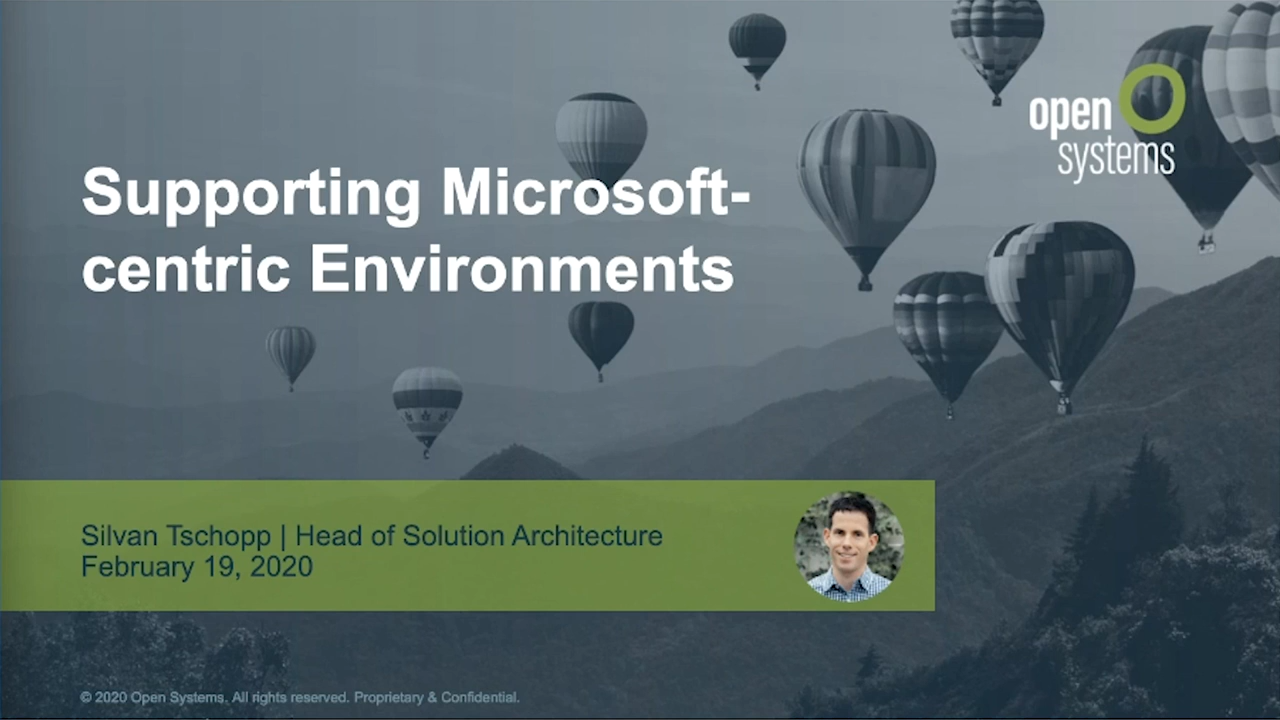 open
systems
Supporting Microsoft-
centric Environments
Silvan Tschopp | Head of Solution Architecture
February 19, 2020
© 2020 Open Systems. All rights reserved. Proprietary & Confidential.